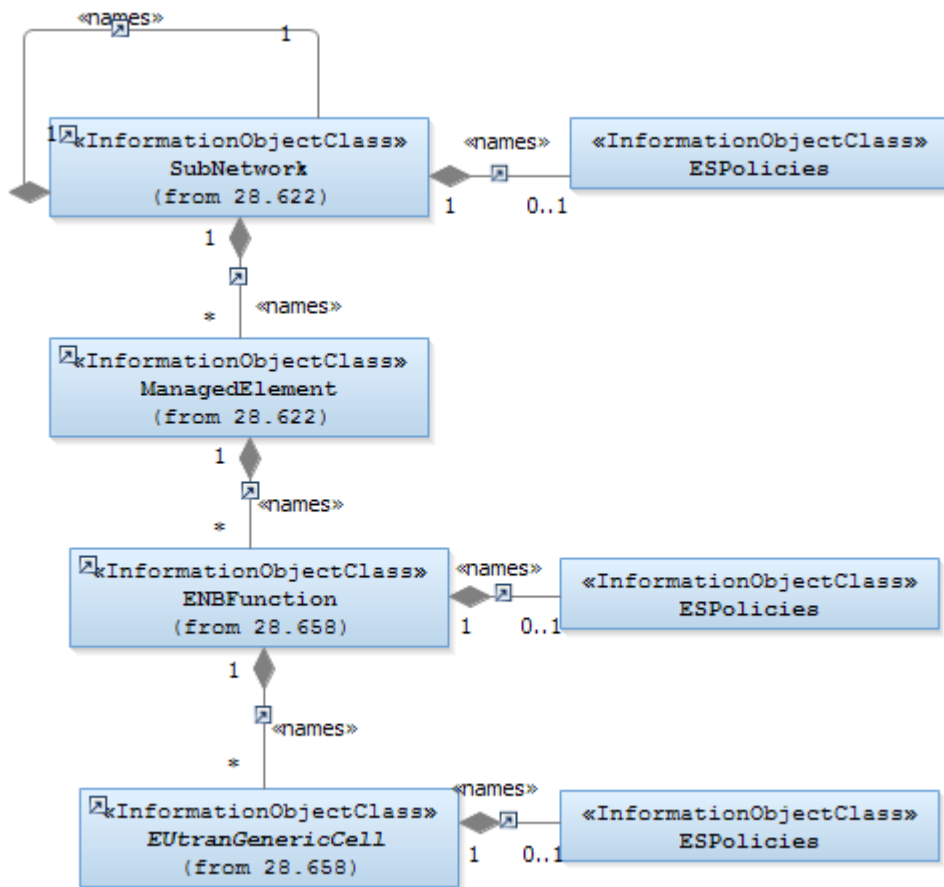 «names»
1
1
«InformationObjectClass»
SubNetwork
(from 28.622)
«names»
1
0..1
«InformationObjectClass»
ESPolicies
1
«names»
*
«InformationObjectClass»
ManagedElement
(from 28.622)
1
«names»
*
«InformationObjectClass»
ENBFunction
(from 28.658)
«names»
1
0..1
«InformationObjectClass»
ESPolicies
1
«names»
*
«InformationObjectClass»
EUtranGenericCell
(from 28.658)
«names»
1
0..1
«InformationObjectClass»
ESPolicies